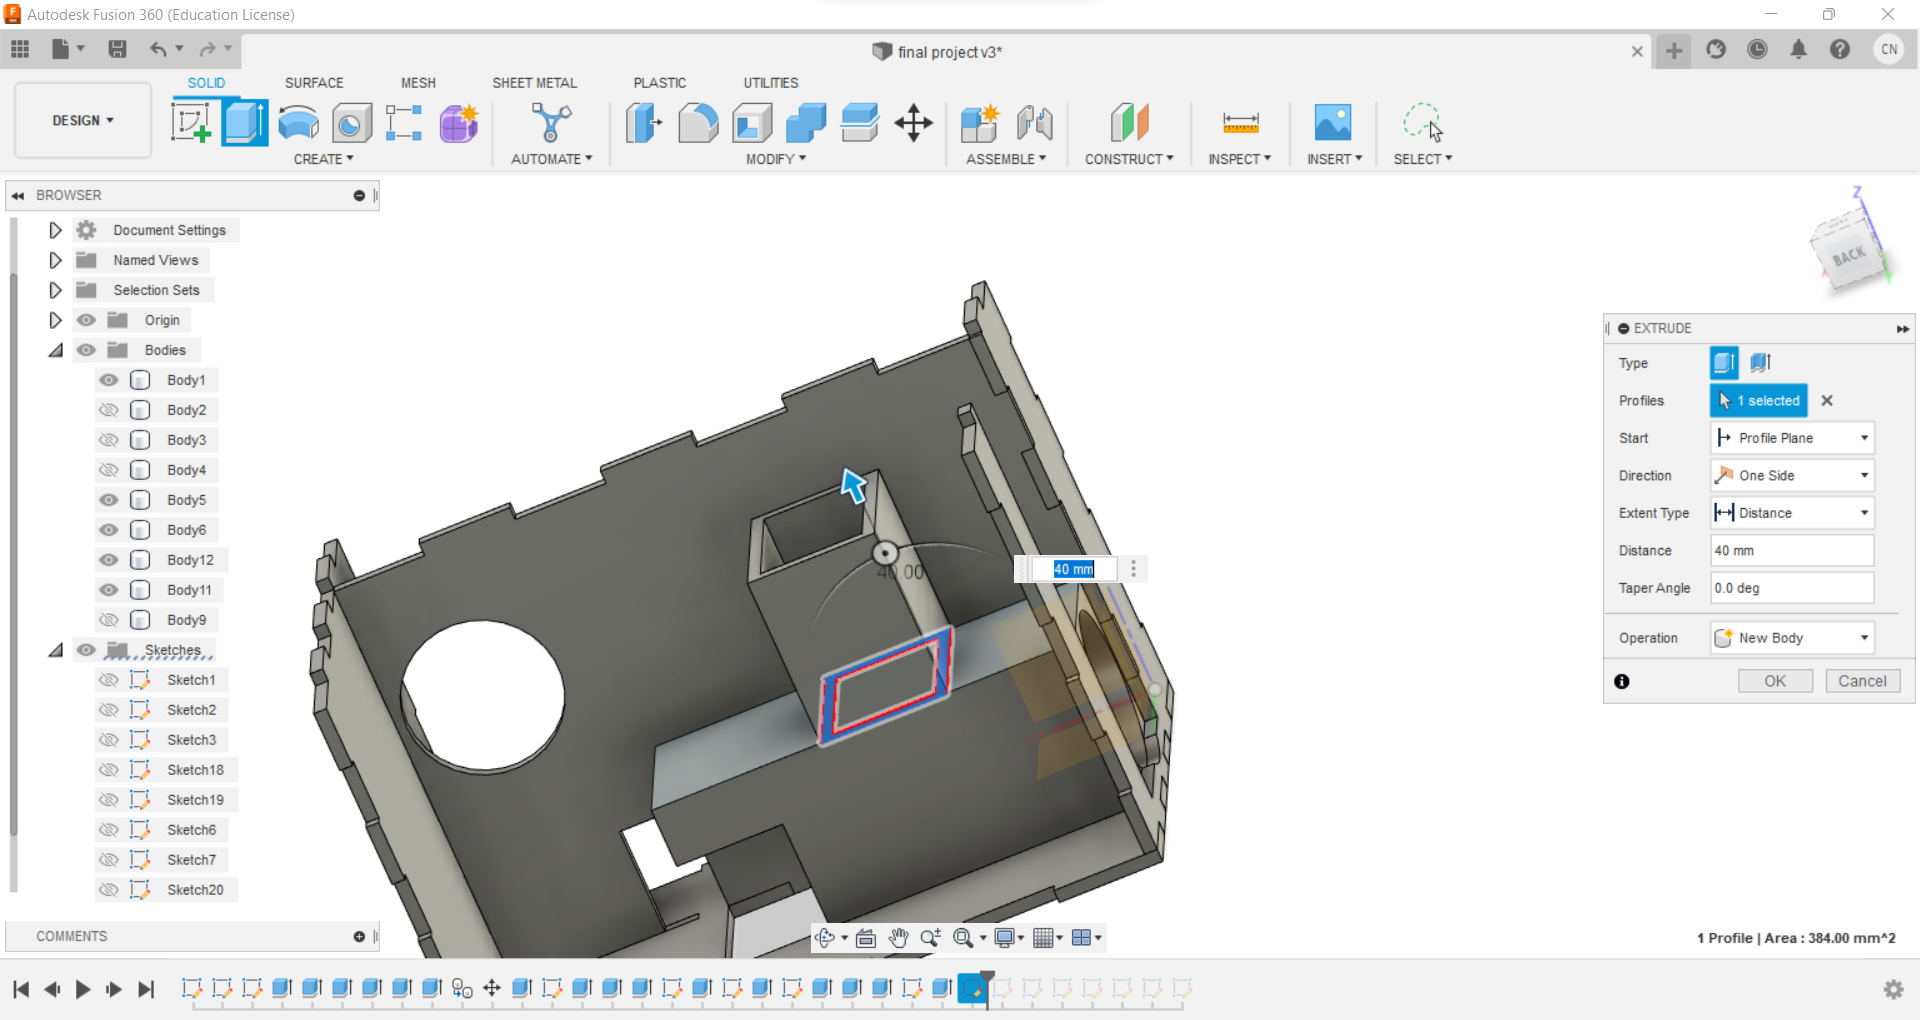 Autodesk Fusion 360 (Education License)
final project v3*
CN
DESIGN
SOLID
SURFACE
MESH
SHEET METAL
PLASTIC
UTILITIES
CREATE
AUTOMATE
MODIFY
ASSEMBLE
CONSTRUCT
INSPECT
INSERT
SELECT
BROWSER
Document Settings
Named Views
Selection Sets
Origin
Bodies
Body1
Body2
Body3
Body4
Body5
Body6
Body12
Body11
Body9
Sketches
Sketch1
Sketch2
Sketch3
Sketch18
Sketch19
Sketch6
Sketch7
Sketch20
COMMENTS
40.00
40 mm
Z
BACK
EXTRUDE
Type
Profiles 1 selected
Start Profile Plane
Direction One Side
Extent Type Distance
Distance 40 mm
Taper Angle 0.0 deg
Operation New Body
OK Cancel
1 Profile | Area : 384.00 mm^2